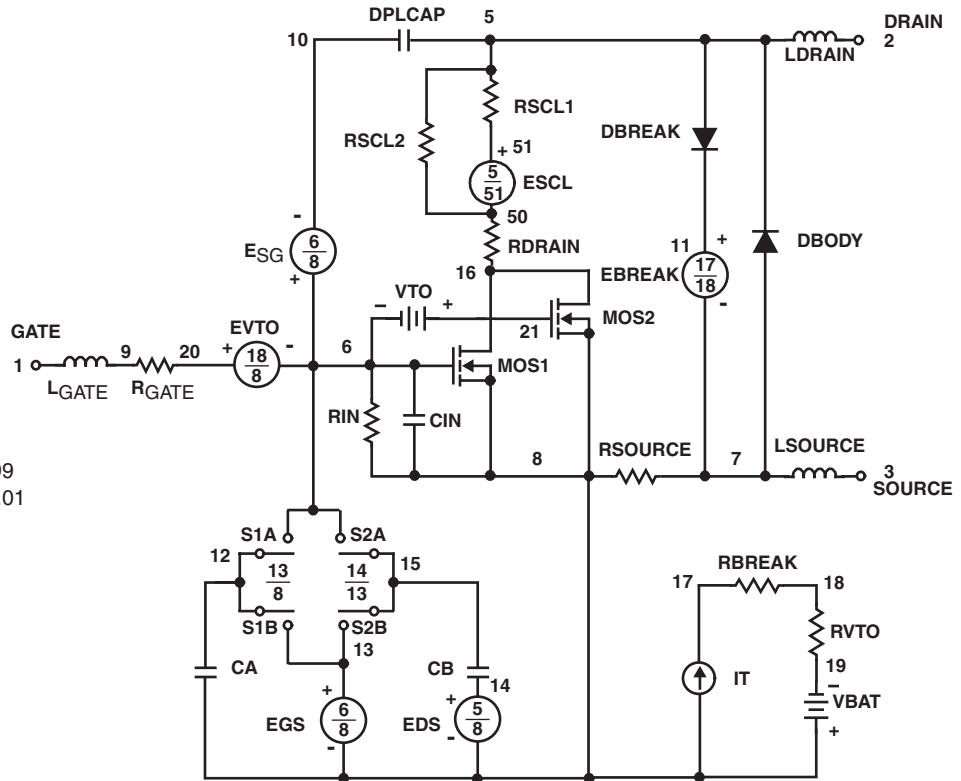 DPLCAP
5
10
DRAIN
2
LDRAIN
RSCL1
RSCL2
DBREAK
+ 51
5
51
ESCL
50
-
ESG
6
8
+
RDRAIN
11
+
EBREAK
17
18
-
DBODY
16
VTO
-
+
MOS2
21
GATE
1
LGATE
9
RGATE
20
EVTO
+
18
8
-
6
MOS1
RIN
CIN
8
RSOURCE
7
LSOURCE
3
SOURCE
09
.01
S1A
S2A
12
13
8
14
13
15
S1B
S2B
13
CA
CB
14
+
EGS
6
8
-
+
EDS
5
8
-
RBREAK
17
18
RVTO
19
IT
-
VBAT
+